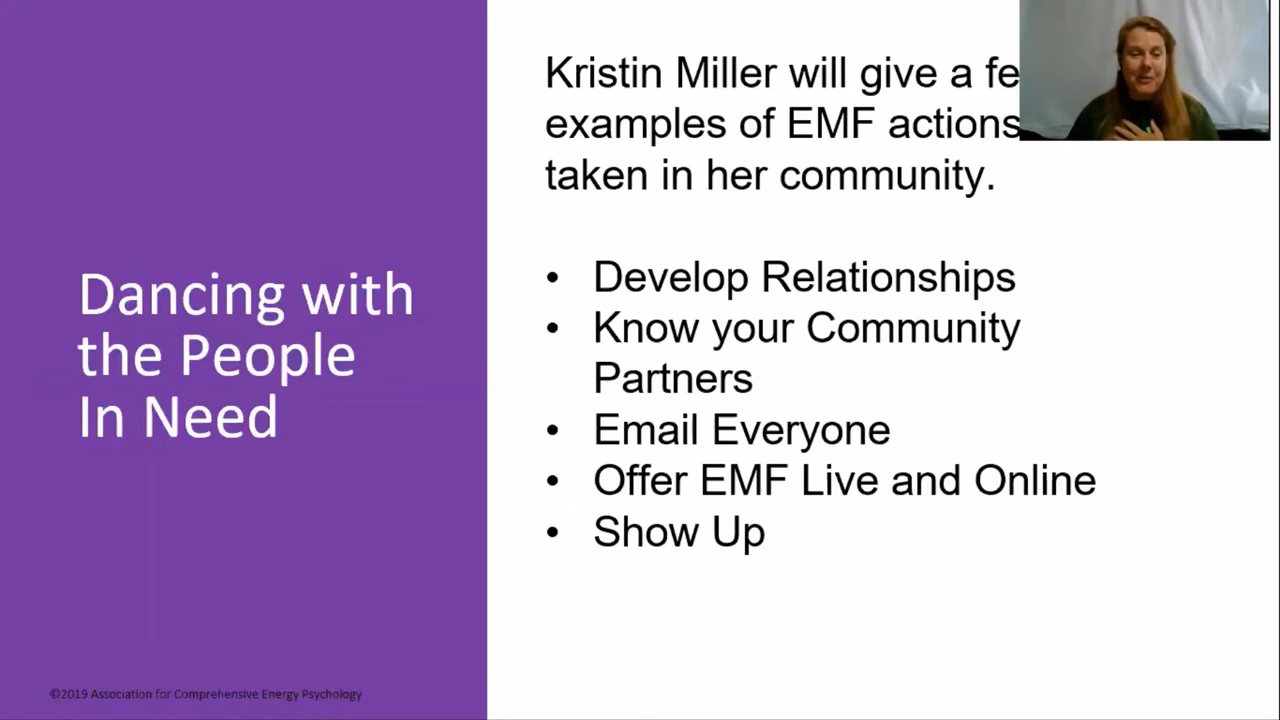 Kristin Miller will give a fe
examples of EMF actions
taken in her community.
• Develop Relationships
• Know your Community
Partners
• Email Everyone
• Offer EMF Live and Online
• Show Up
Dancing with
the People
In Need
©2019 Association for Comprehensive Energy Psychology